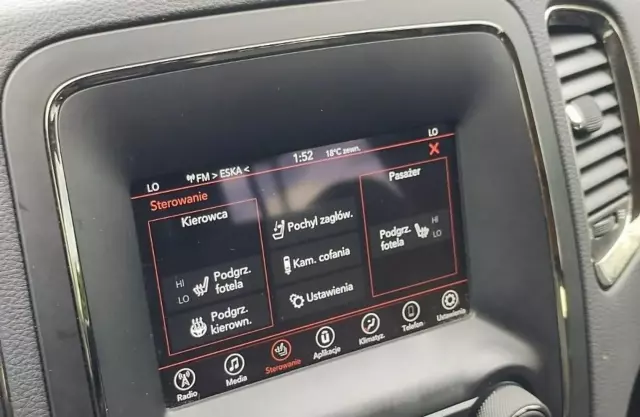 LO FM > ESKA < 1:52 18°C zewn. LO
Sterowanie
Kierowca
HI
LO
Podgrz.
fotela
Podgrz.
kierown.
Pochyl zagłów.
Kam. cofania
Ustawienia
Pasażer
Podgrz.
fotela
HI
LO
Radio Media Sterowanie Aplikacje Klimatyz. Telefon Ustawienia